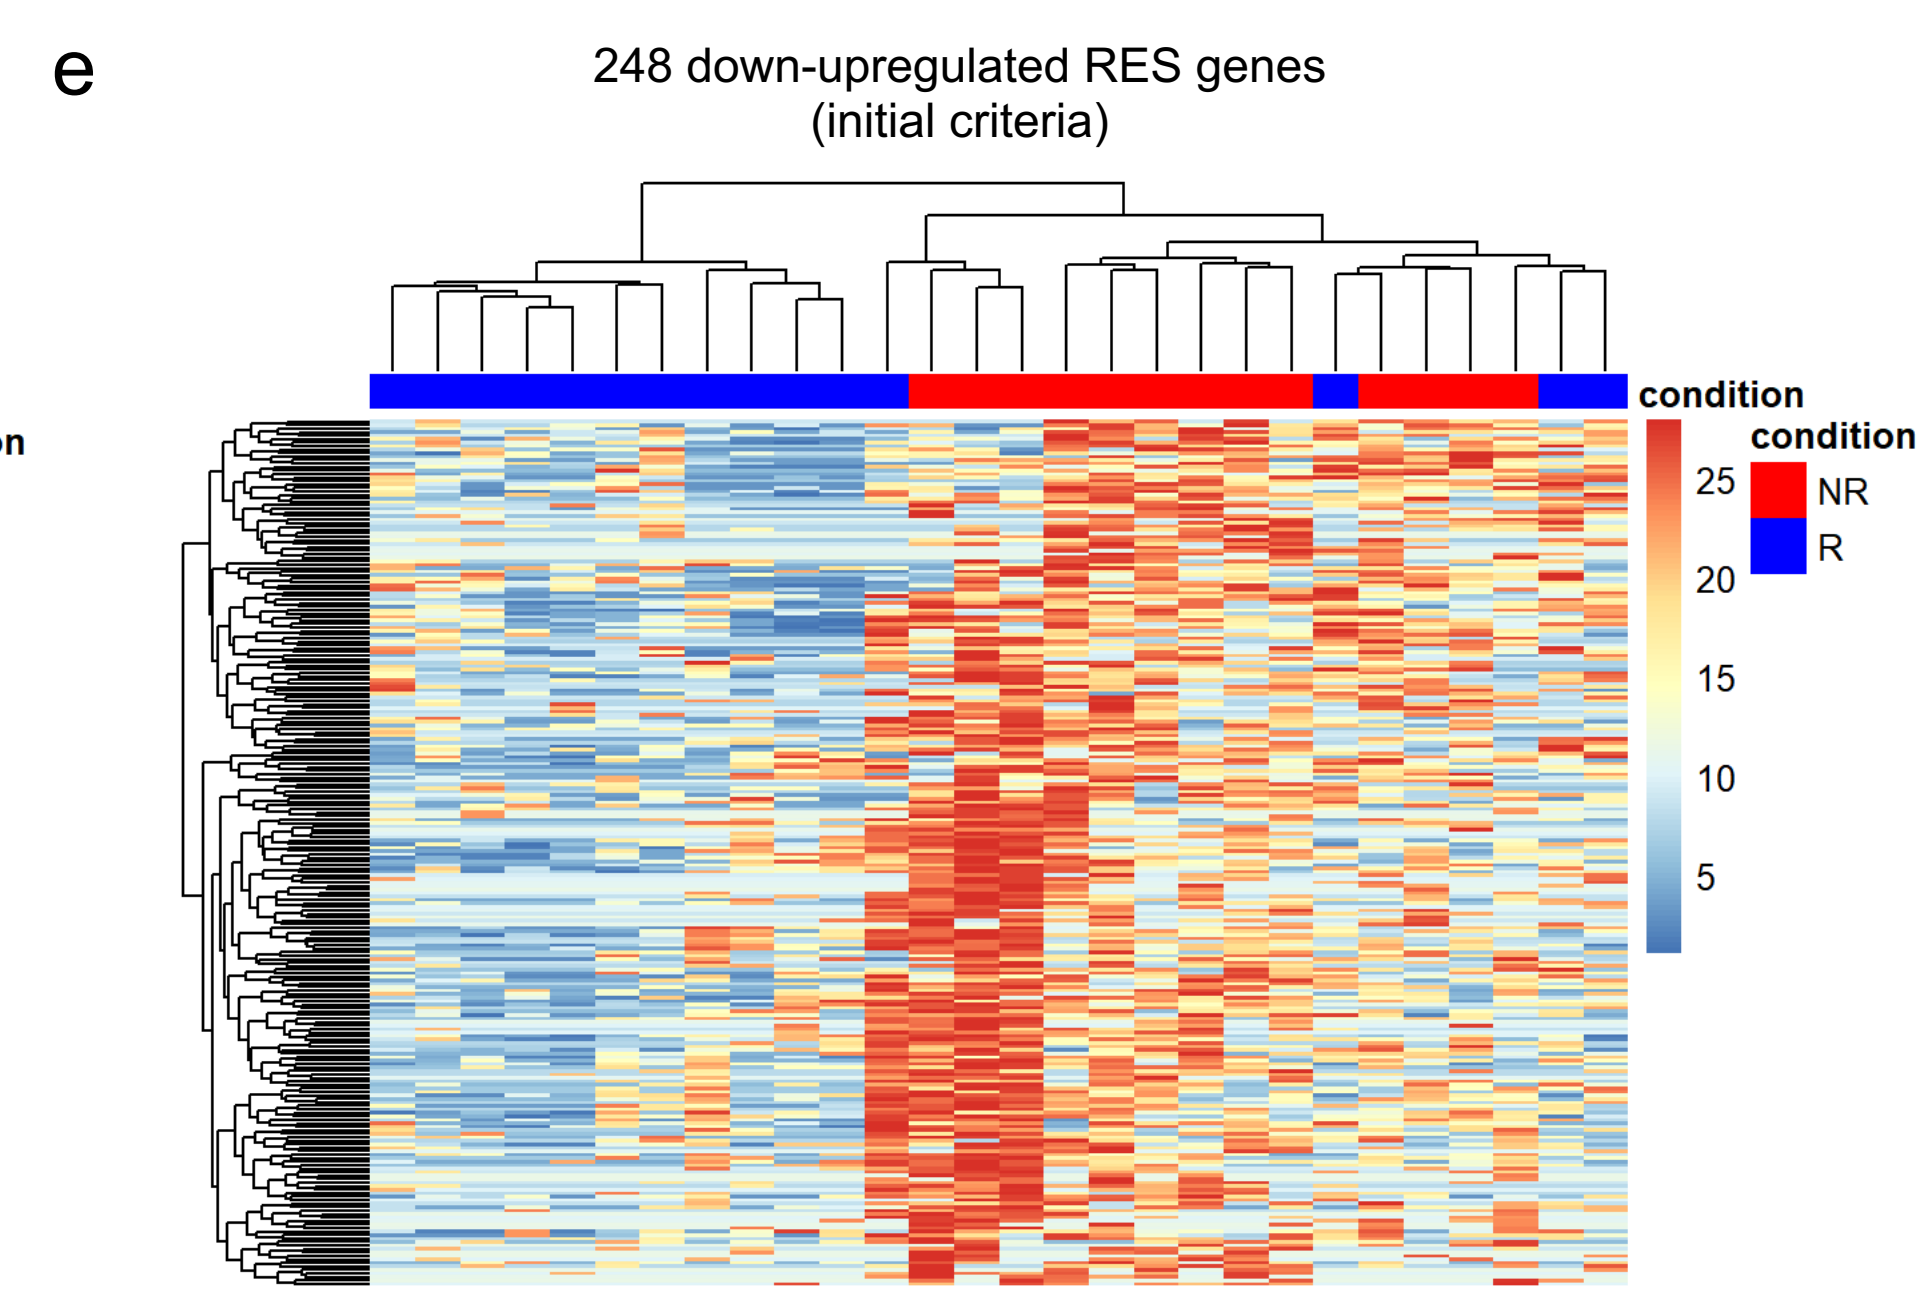 e
248 down-upregulated RES genes
(initial criteria)
condition
condition
on
25
NR
R
20
15
10
5